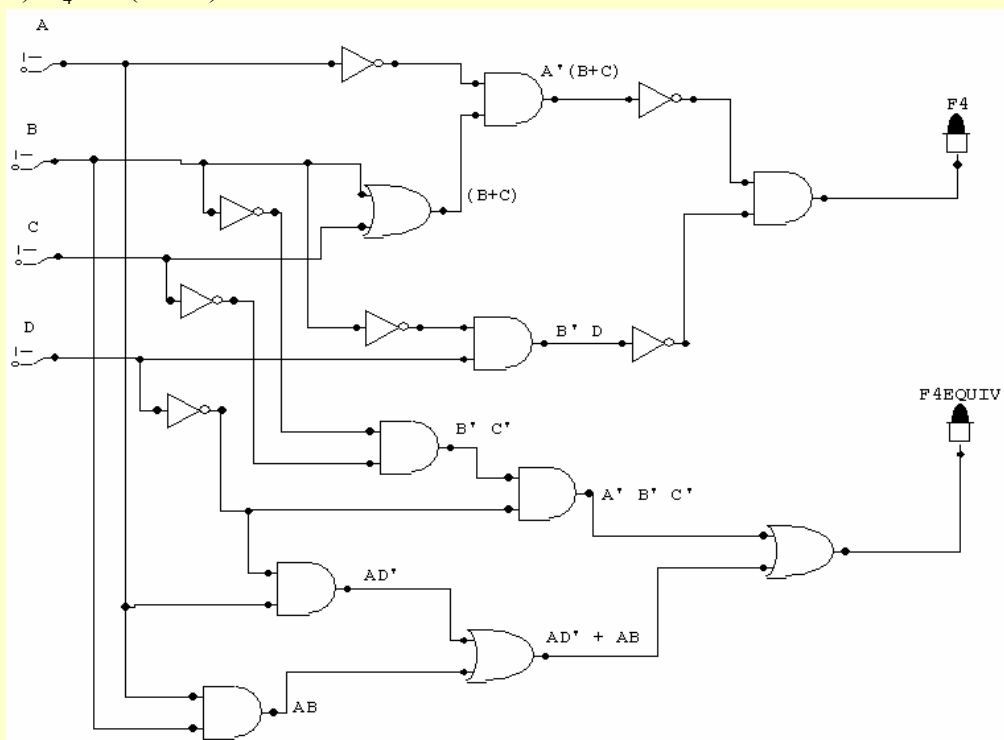 A
A'(B+C)
F4
B
(B+C)
C
D
B' D
F4EQUIV
B' C'
A' B' C'
AD'
AD' + AB
AB